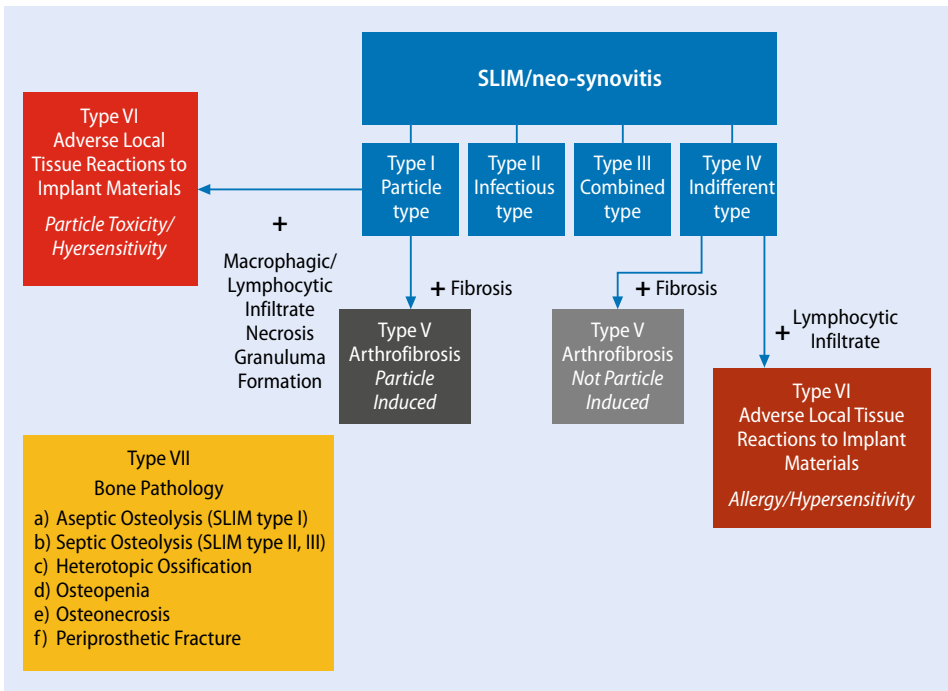 SLIM/neo-synovitis
Type VI
Adverse Local
Tissue Reactions to
Implant Materials
Particle Toxicity/
Hyersensitivity
Type I
Particle
type
Type II
Infectious
type
Type III
Combined
type
Type IV
Indifferent
type
+
Macrophagic/
Lymphocytic
Infiltrate
Necrosis
Granuluma
Formation
+ Fibrosis
+ Fibrosis
+ Lymphocytic
Infiltrate
Type V
Arthrofibrosis
Particle
Induced
Type V
Arthrofibrosis
Not Particle
Induced
Type VI
Adverse Local Tissue
Reactions to Implant
Materials
Allergy/Hypersensitivity
Type VII
Bone Pathology
a) Aseptic Osteolysis (SLIM type I)
b) Septic Osteolysis (SLIM type II, III)
c) Heterotopic Ossification
d) Osteopenia
e) Osteonecrosis
f) Periprosthetic Fracture